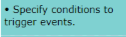 • Specify conditions to
trigger events.